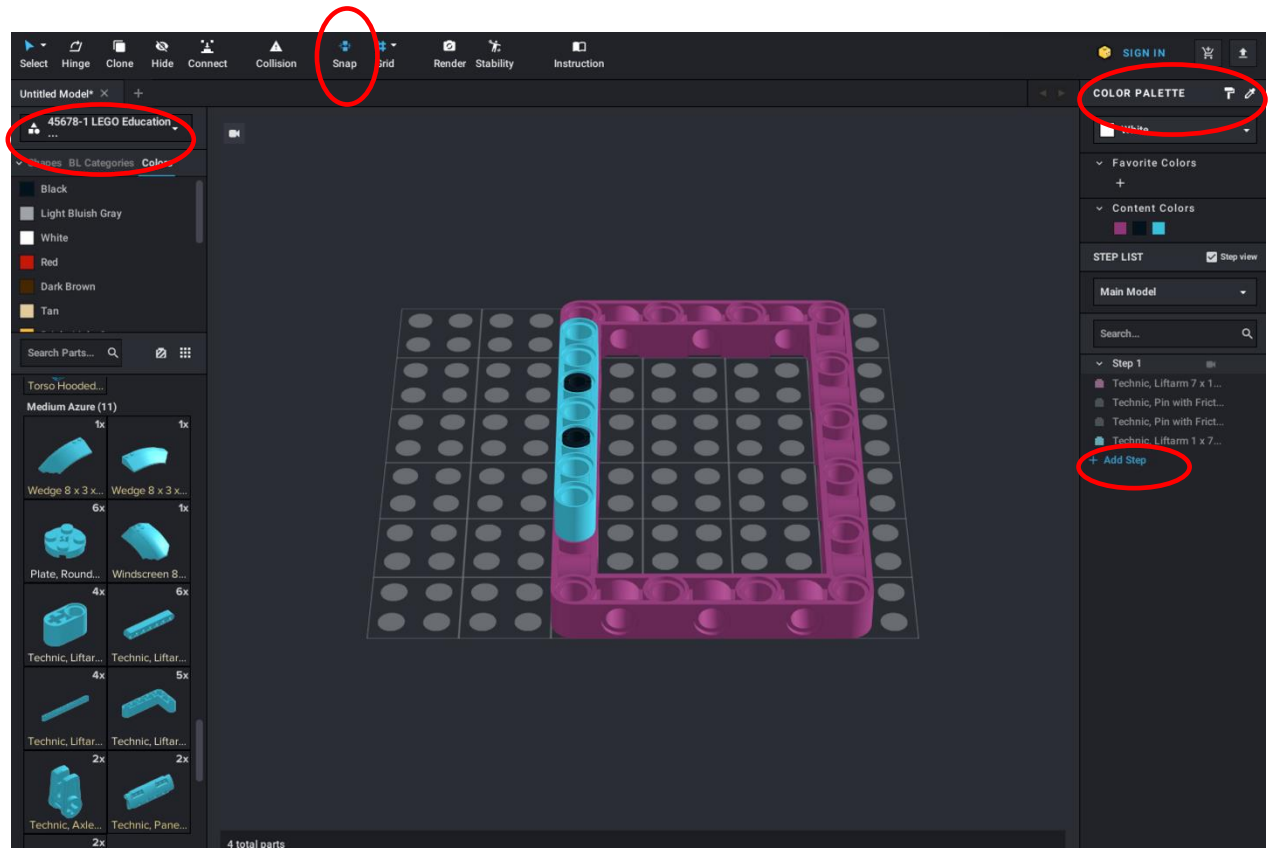 Select Hinge Clone Hide Connect Collision Snap Grid Render Stability Instruction
SIGN IN
Untitled Model* × +
COLOR PALETTE
45678-1 LEGO Education
...
White
Shapes BL Categories Colors
Favorite Colors
+
Black
Light Bluish Gray
White
Red
Dark Brown
Tan
Content Colors
STEP LIST Step view
Main Model
Search...
Step 1
Technic, Liftarm 7 x 1...
Technic, Pin with Frict...
Technic, Pin with Frict...
Technic, Liftarm 1 x 7...
+ Add Step
Search Parts...
Torso Hooded...
Medium Azure (11)
1x 1x
Wedge 8 x 3 x... Wedge 8 x 3 x...
6x 1x
Plate, Round... Windscreen 8...
4x 6x
Technic, Liftar... Technic, Liftar...
4x 5x
Technic, Liftar... Technic, Liftar...
2x 2x
Technic, Axle... Technic, Pane...
2x
4 total parts